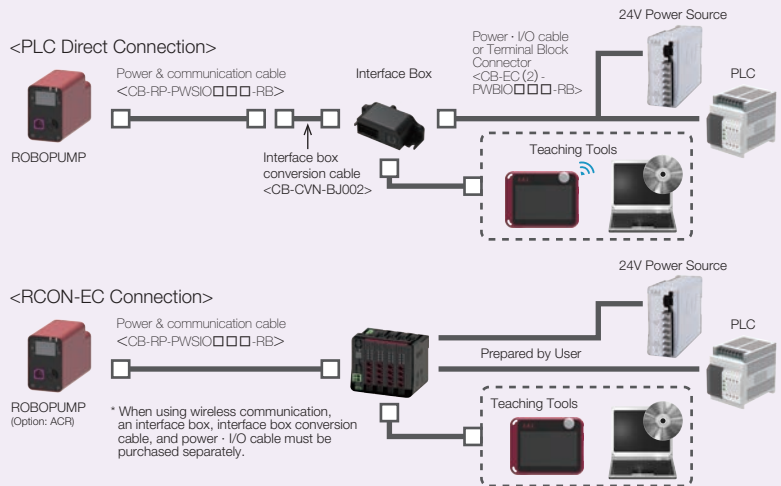 24V Power Source
<PLC Direct Connection>
Power & communication cable
<CB-RP-PWSIO□□□-RB>
Interface Box
Power · I/O cable
or Terminal Block
Connector
<CB-EC (2) -
PWBIO□□□-RB>
PLC
ROBOPUMP
Interface box
conversion cable
<CB-CVN-BJ002>
Teaching Tools
24V Power Source
<RCON-EC Connection>
Power & communication cable
<CB-RP-PWSIO□□□-RB>
PLC
Prepared by User
ROBOPUMP
(Option: ACR)
* When using wireless communication,
an interface box, interface box conversion
cable, and power · I/O cable must be
purchased separately.
Teaching Tools